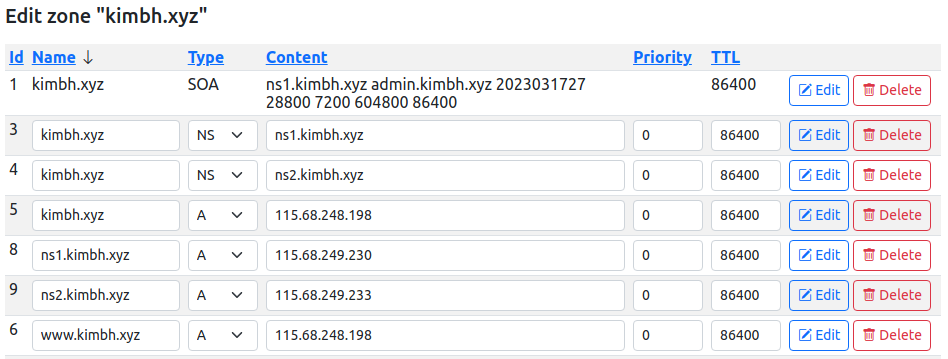 Edit zone "kimbh.xyz"
Id Name ↓ Type Content Priority TTL
1 kimbh.xyz SOA ns1.kimbh.xyz admin.kimbh.xyz 2023031727 86400 Edit Delete
28800 7200 604800 86400
3 kimbh.xyz NS ns1.kimbh.xyz 0 86400 Edit Delete
4 kimbh.xyz NS ns2.kimbh.xyz 0 86400 Edit Delete
5 kimbh.xyz A 115.68.248.198 0 86400 Edit Delete
8 ns1.kimbh.xyz A 115.68.249.230 0 86400 Edit Delete
9 ns2.kimbh.xyz A 115.68.249.233 0 86400 Edit Delete
6 www.kimbh.xyz A 115.68.248.198 0 86400 Edit Delete